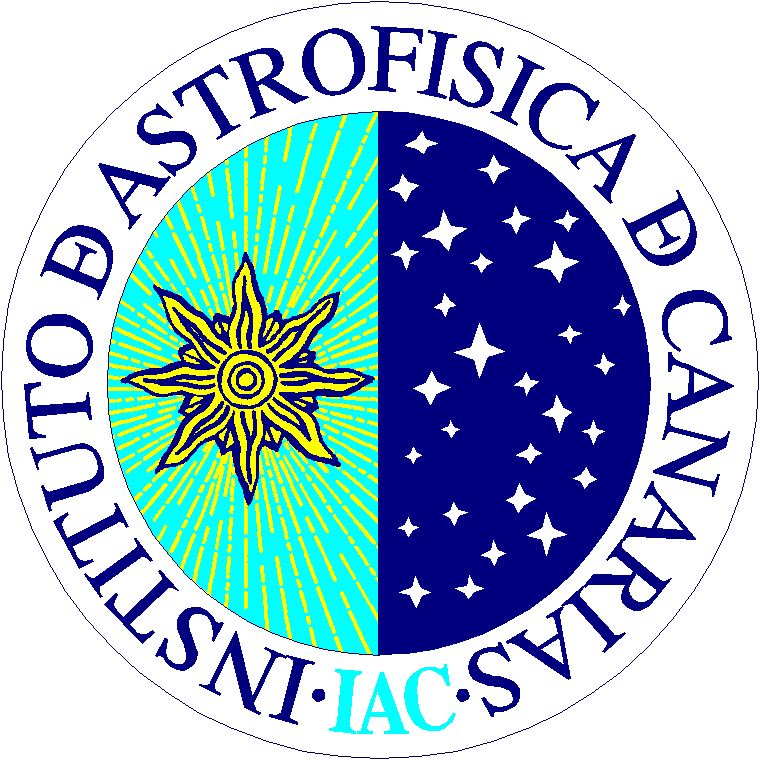 INSTITUTO DE ASTROFISICA DE CANARIAS
· IAC ·